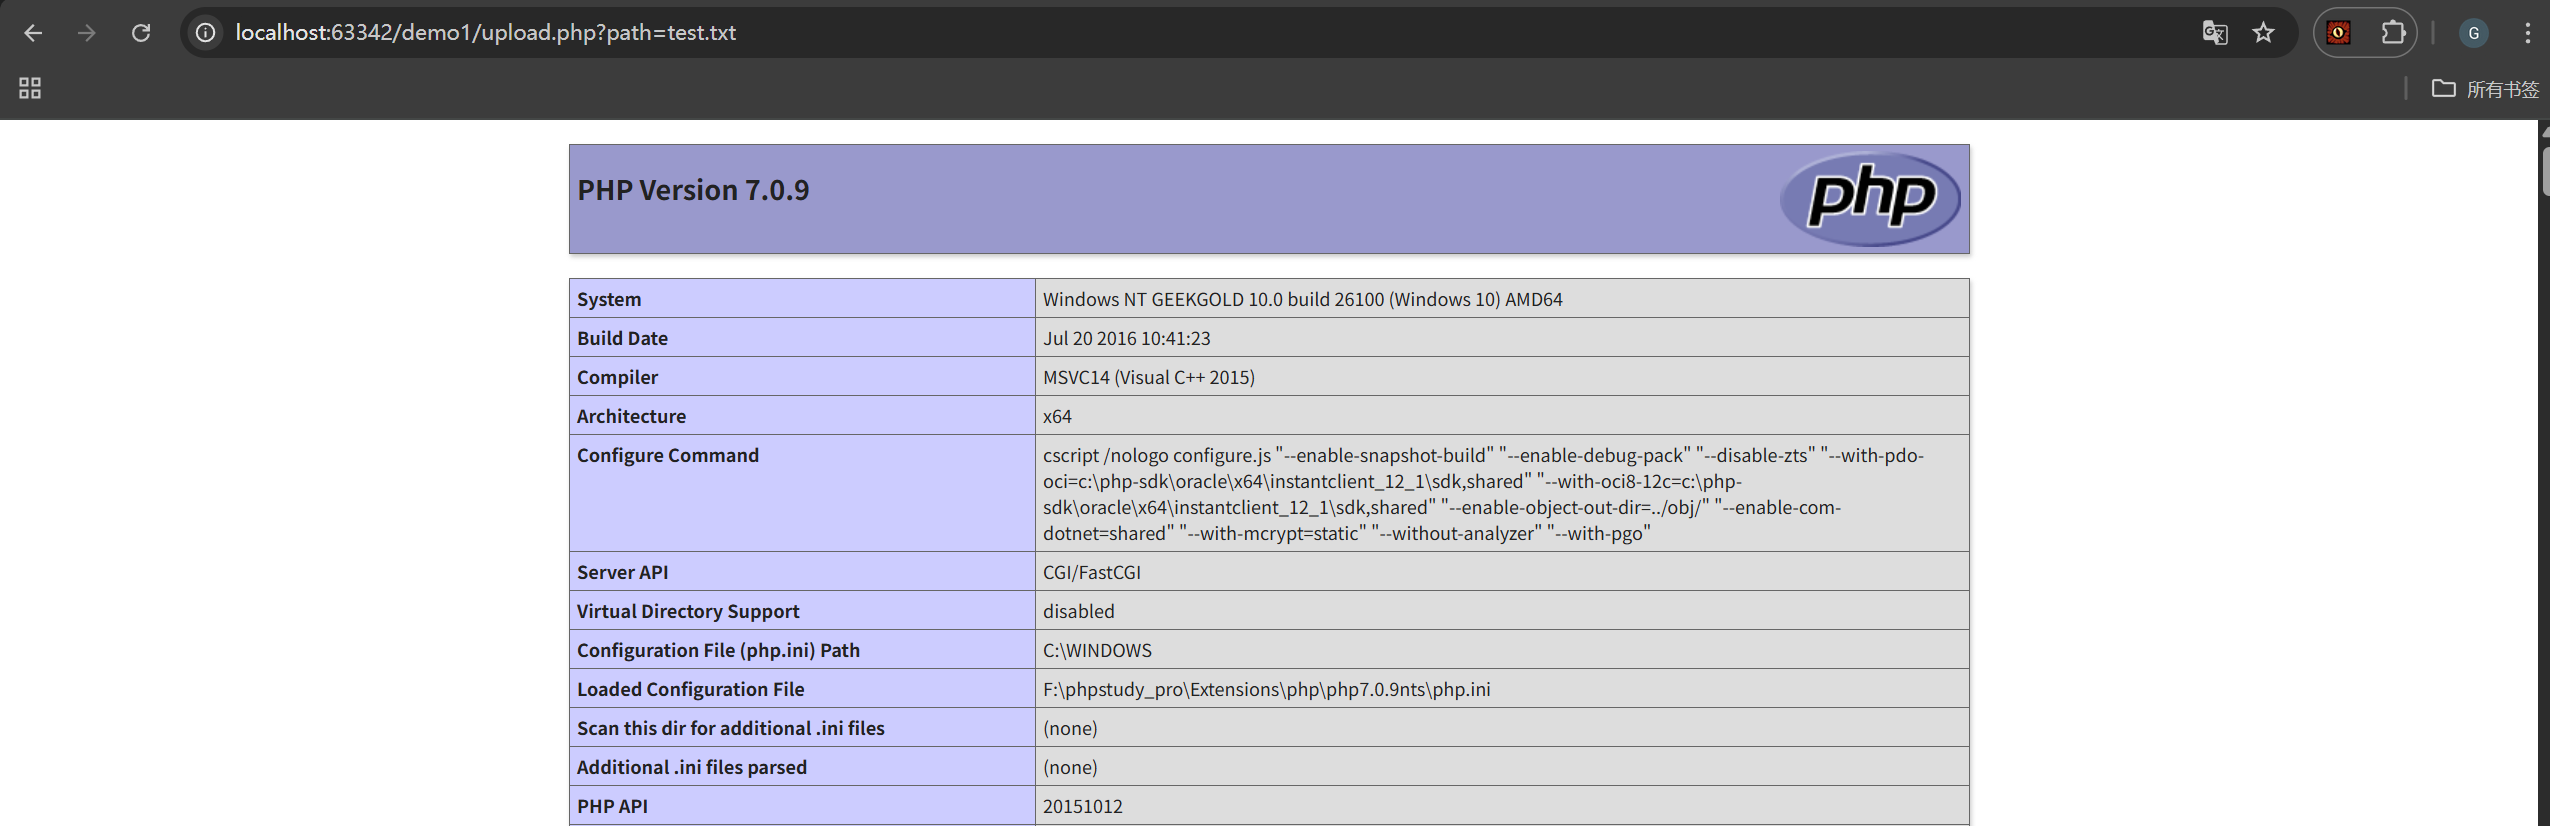 localhost:63342/demo1/upload.php?path=test.txt
G
所有书签
PHP Version 7.0.9
php
System Windows NT GEEKGOLD 10.0 build 26100 (Windows 10) AMD64
Build Date Jul 20 2016 10:41:23
Compiler MSVC14 (Visual C++ 2015)
Architecture x64
Configure Command cscript /nologo configure.js "--enable-snapshot-build" "--enable-debug-pack" "--disable-zts" "--with-pdo-
oci=c:\php-sdk\oracle\x64\instantclient_12_1\sdk,shared" "--with-oci8-12c=c:\php-
sdk\oracle\x64\instantclient_12_1\sdk,shared" "--enable-object-out-dir=../obj/" "--enable-com-
dotnet=shared" "--with-mcrypt=static" "--without-analyzer" "--with-pgo"
Server API CGI/FastCGI
Virtual Directory Support disabled
Configuration File (php.ini) Path C:\WINDOWS
Loaded Configuration File F:\phpstudy_pro\Extensions\php\php7.0.9nts\php.ini
Scan this dir for additional .ini files (none)
Additional .ini files parsed (none)
PHP API 20151012